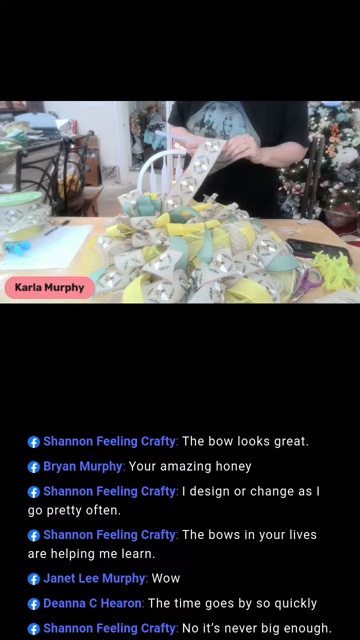 Karla Murphy
Shannon Feeling Crafty: The bow looks great.
Bryan Murphy: Your amazing honey
Shannon Feeling Crafty: I design or change as I
go pretty often.
Shannon Feeling Crafty: The bows in your lives
are helping me learn.
Janet Lee Murphy: Wow
Deanna C Hearon: The time goes by so quickly
Shannon Feeling Crafty: No it's never big enough.